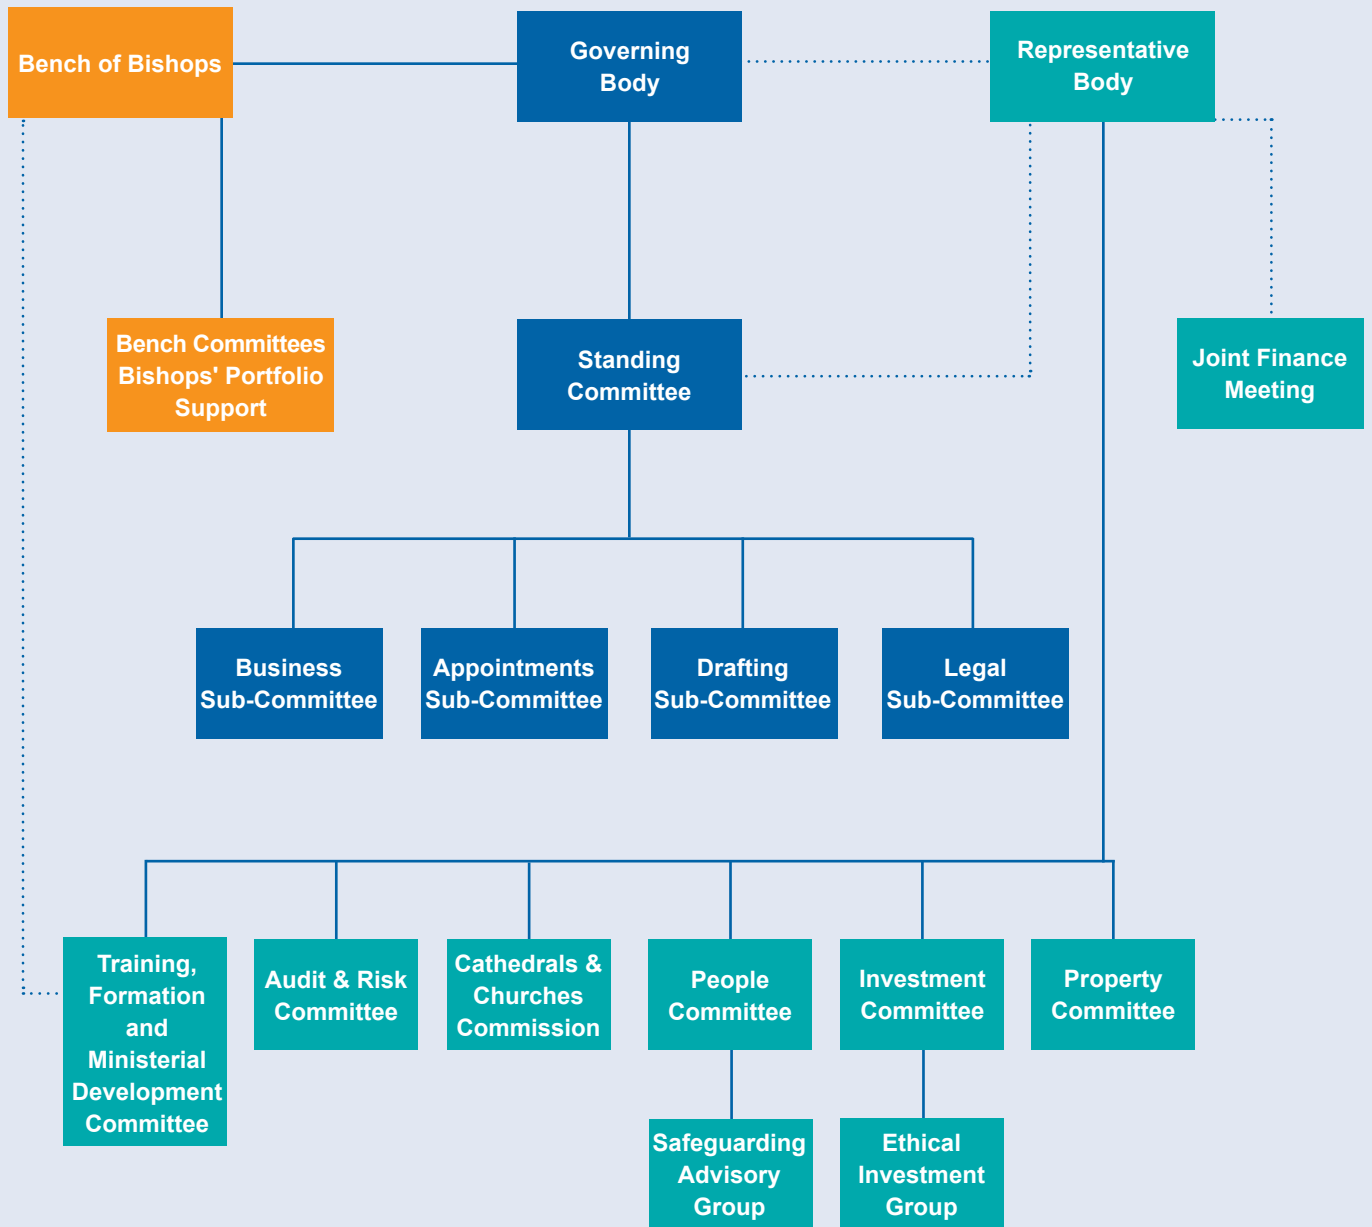 Bench of Bishops
Governing
Body
Representative
Body
Bench Committees
Bishops' Portfolio
Support
Standing
Committee
Joint Finance
Meeting
Business
Sub-Committee
Appointments
Sub-Committee
Drafting
Sub-Committee
Legal
Sub-Committee
Training,
Formation
and
Ministerial
Development
Committee
Audit & Risk
Committee
Cathedrals &
Churches
Commission
People
Committee
Investment
Committee
Property
Committee
Safeguarding
Advisory
Group
Ethical
Investment
Group